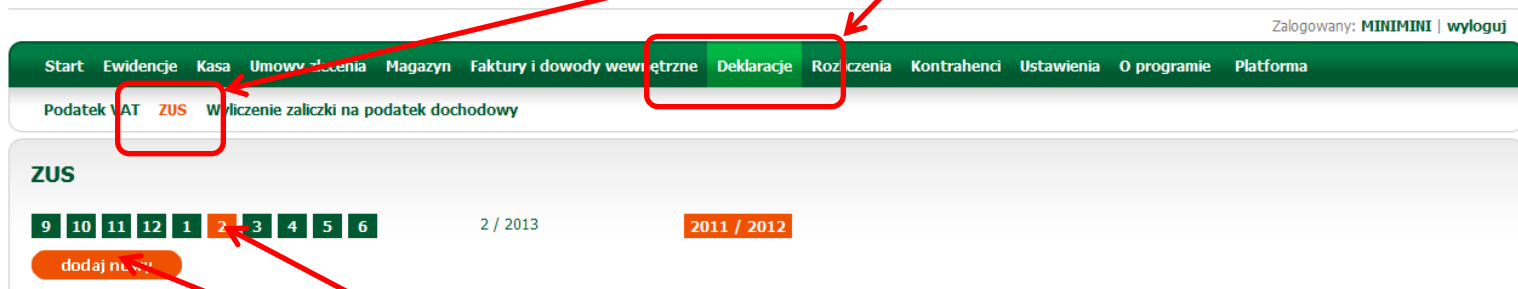 Zalogowany: MINIMINI | wyloguj
Start Ewidencje Kasa Umowy zlecenia Magazyn Faktury i dowody wewnętrzne Deklaracje Rozliczenia Kontrahenci Ustawienia O programie Platforma
Podatek VAT ZUS Wyliczenie zaliczki na podatek dochodowy
ZUS
9 10 11 12 1 2 3 4 5 6 2 / 2013 2011 / 2012
dodaj nowy